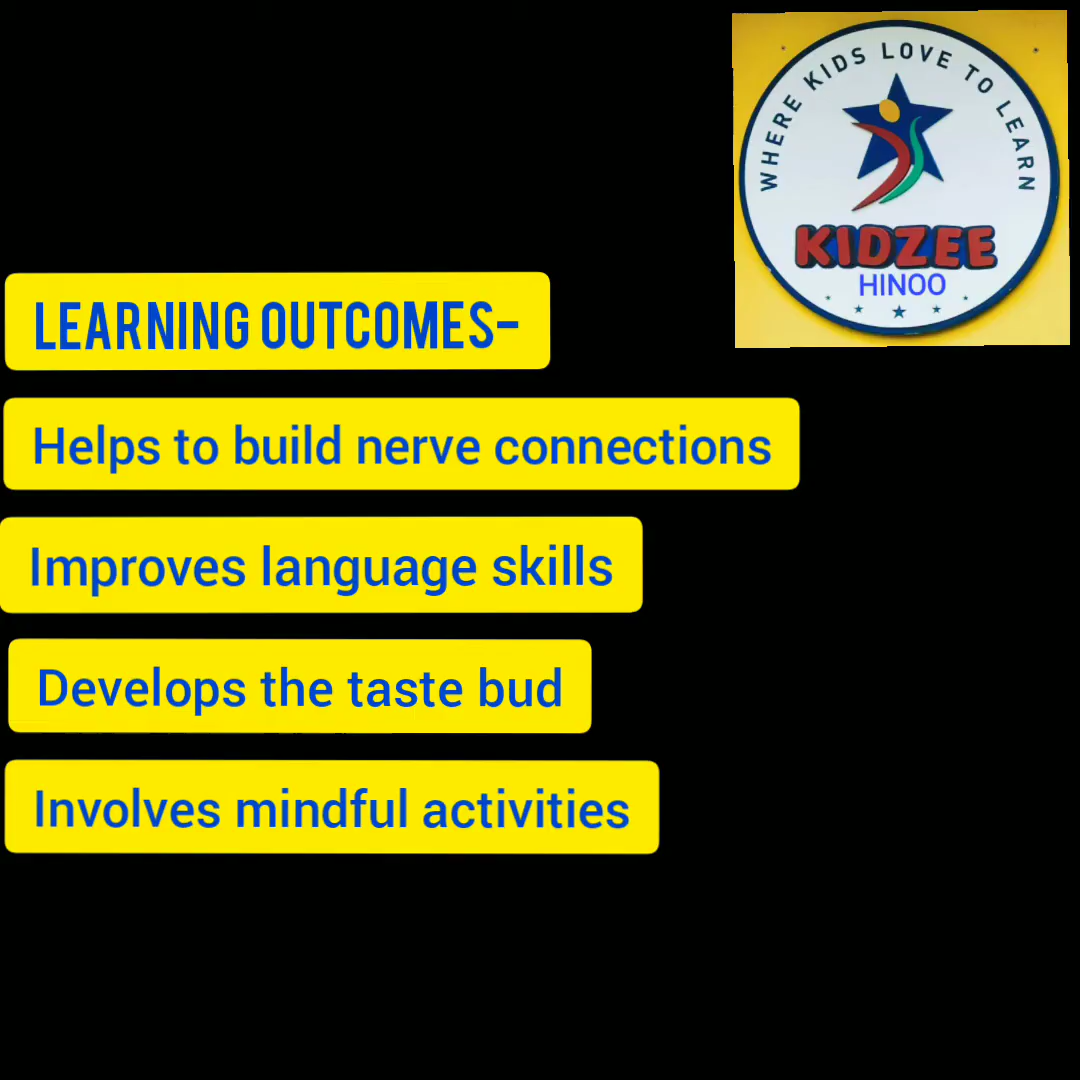 WHERE KIDS LOVE TO LEARN
KIDZEE
HINOO
LEARNING OUTCOMES-
Helps to build nerve connections
Improves language skills
Develops the taste bud
Involves mindful activities